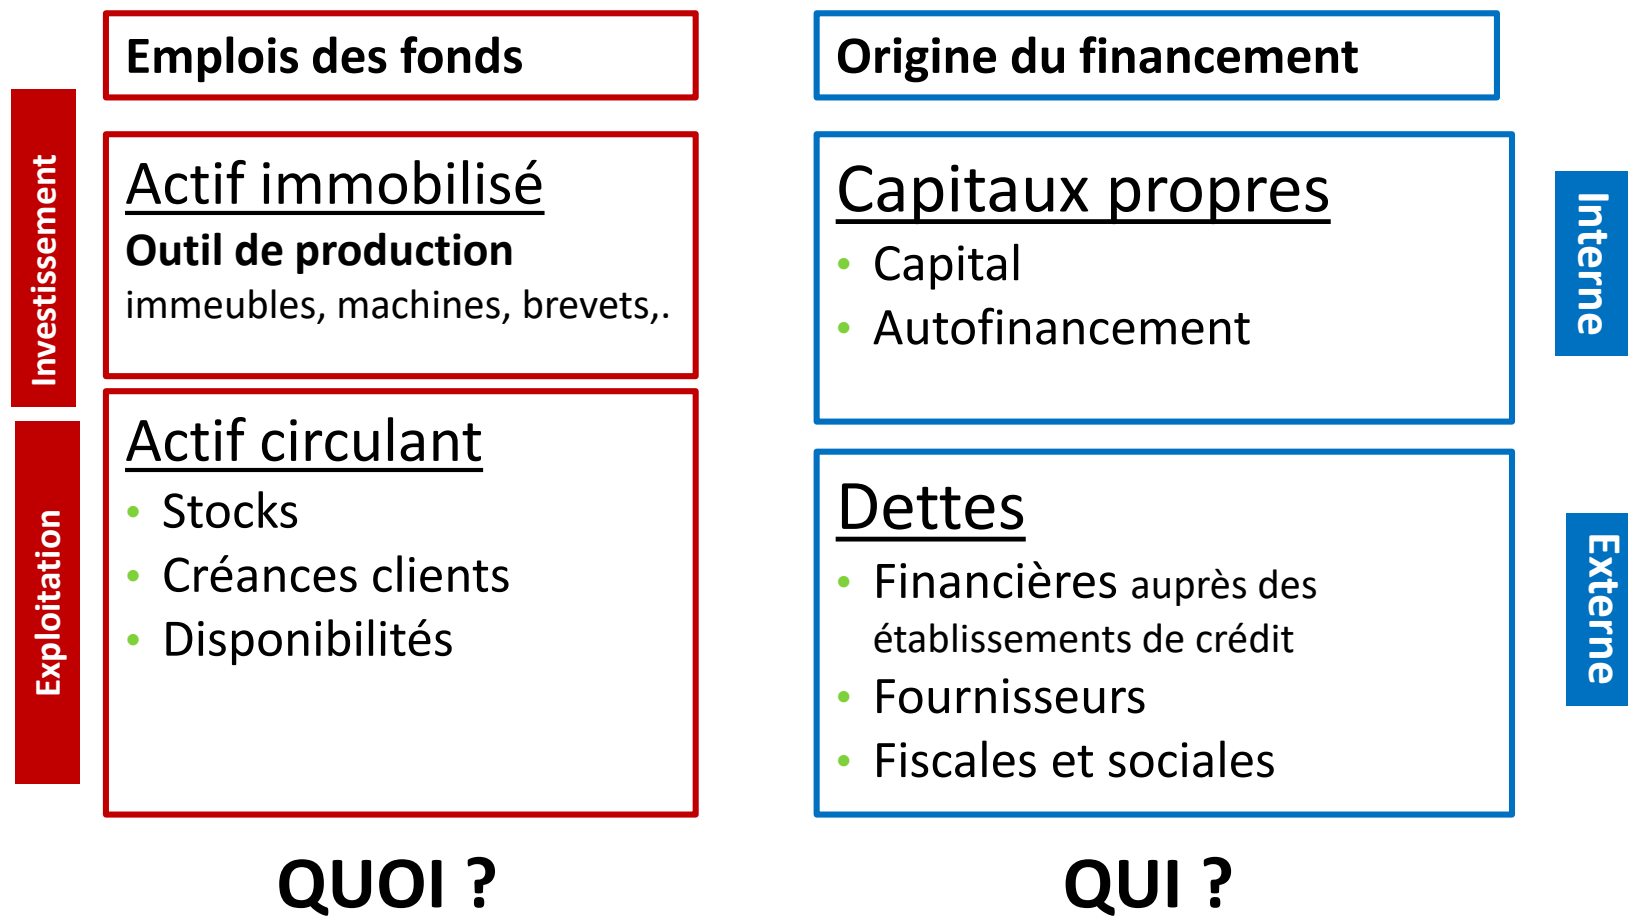 Emplois des fonds
Investissement
Actif immobilisé
Outil de production
immeubles, machines, brevets,.
Exploitation
Actif circulant
• Stocks
• Créances clients
• Disponibilités
QUOI ?
Origine du financement
Capitaux propres
• Capital
• Autofinancement
Interne
Dettes
• Financières auprès des
établissements de crédit
• Fournisseurs
• Fiscales et sociales
Externe
QUI ?